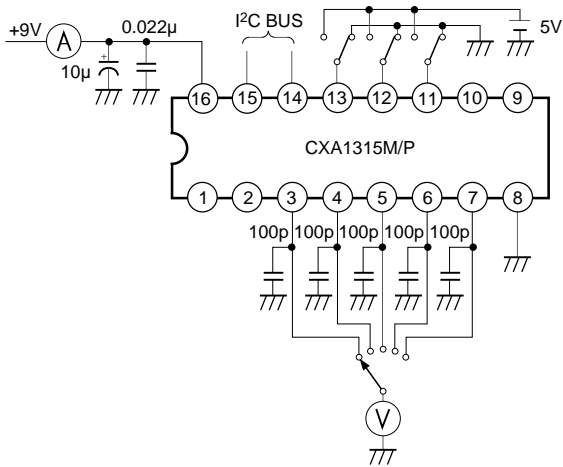 I²C BUS
5V
+9V
A
0.022μ
10μ
+
16 15 14 13 12 11 10 9
CXA1315M/P
1 2 3 4 5 6 7 8
100p 100p 100p 100p 100p
V